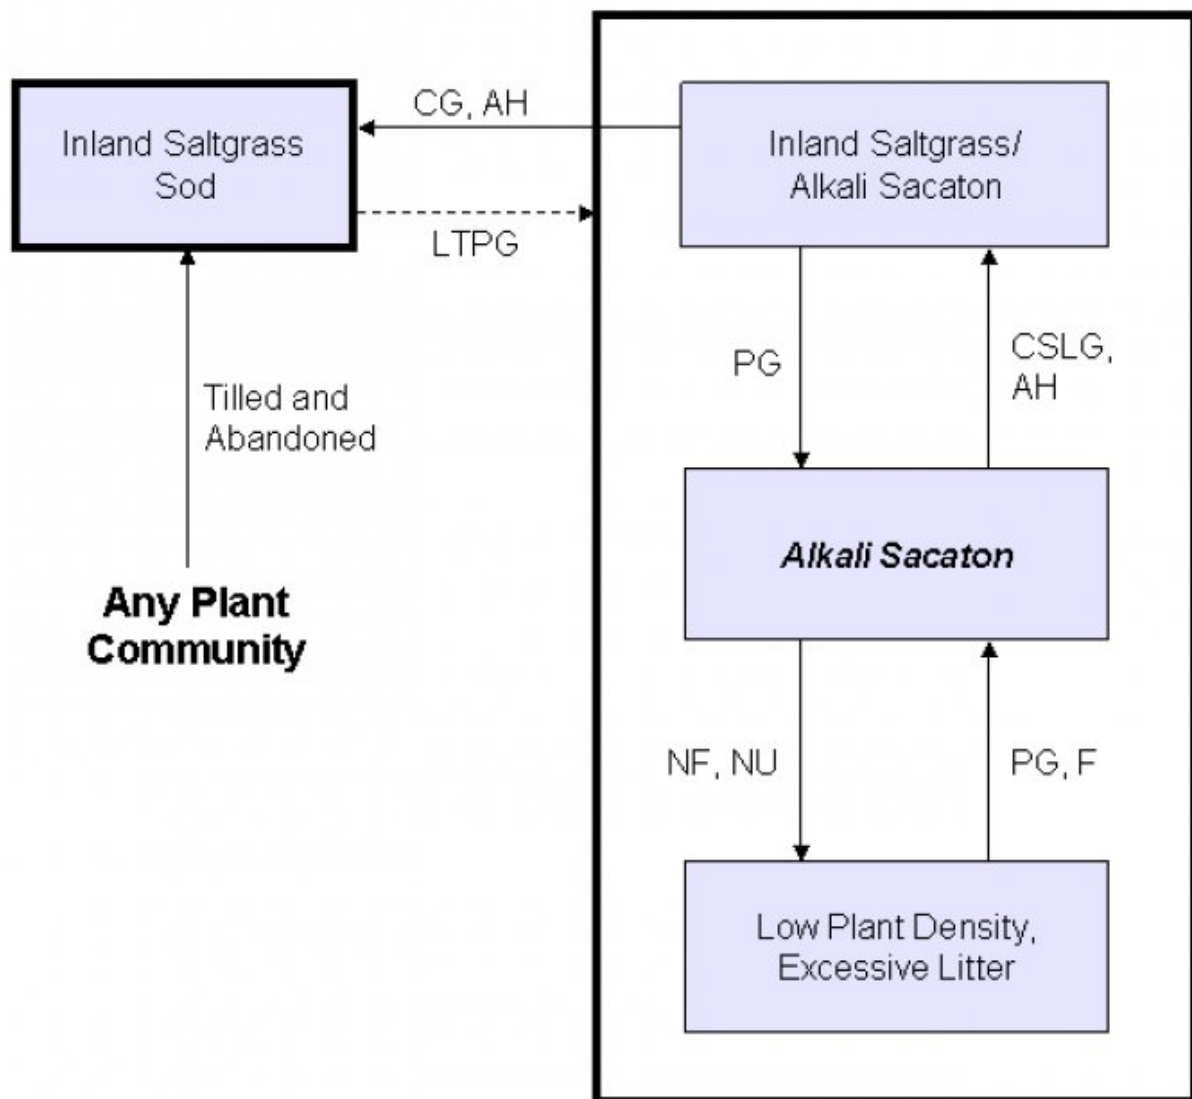 CG, AH
Inland Saltgrass
Sod
Inland Saltgrass/
Alkali Sacaton
LTPG
PG
CSLG,
AH
Tilled and
Abandoned
Alkali Sacaton
Any Plant
Community
NF, NU
PG, F
Low Plant Density,
Excessive Litter